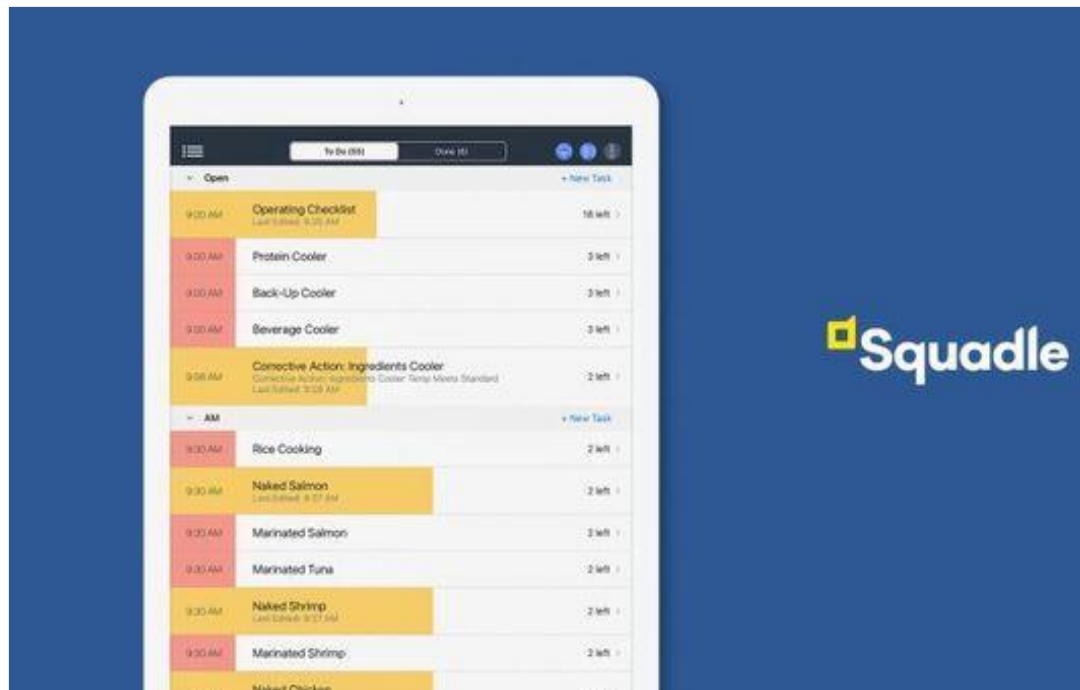 To Do (55) Done (6)
Open + New Task
9:00 AM Operating Checklist 18 left
Last Edited: 9:20 AM
9:00 AM Protein Cooler 3 left
9:00 AM Back-Up Cooler 3 left
9:00 AM Beverage Cooler 3 left
Corrective Action: Ingredients Cooler
9:08 AM Corrective Action: Ingredients Cooler Temp Meets Standard 2 left
Last Edited: 9:08 AM
AM + New Task
9:30 AM Rice Cooking 2 left
9:30 AM Naked Salmon 2 left
Last Edited: 9:37 AM
9:30 AM Marinated Salmon 2 left
9:30 AM Marinated Tuna 2 left
9:30 AM Naked Shrimp 2 left
Last Edited: 9:37 AM
9:30 AM Marinated Shrimp 2 left
Naked Chicken
Squadle